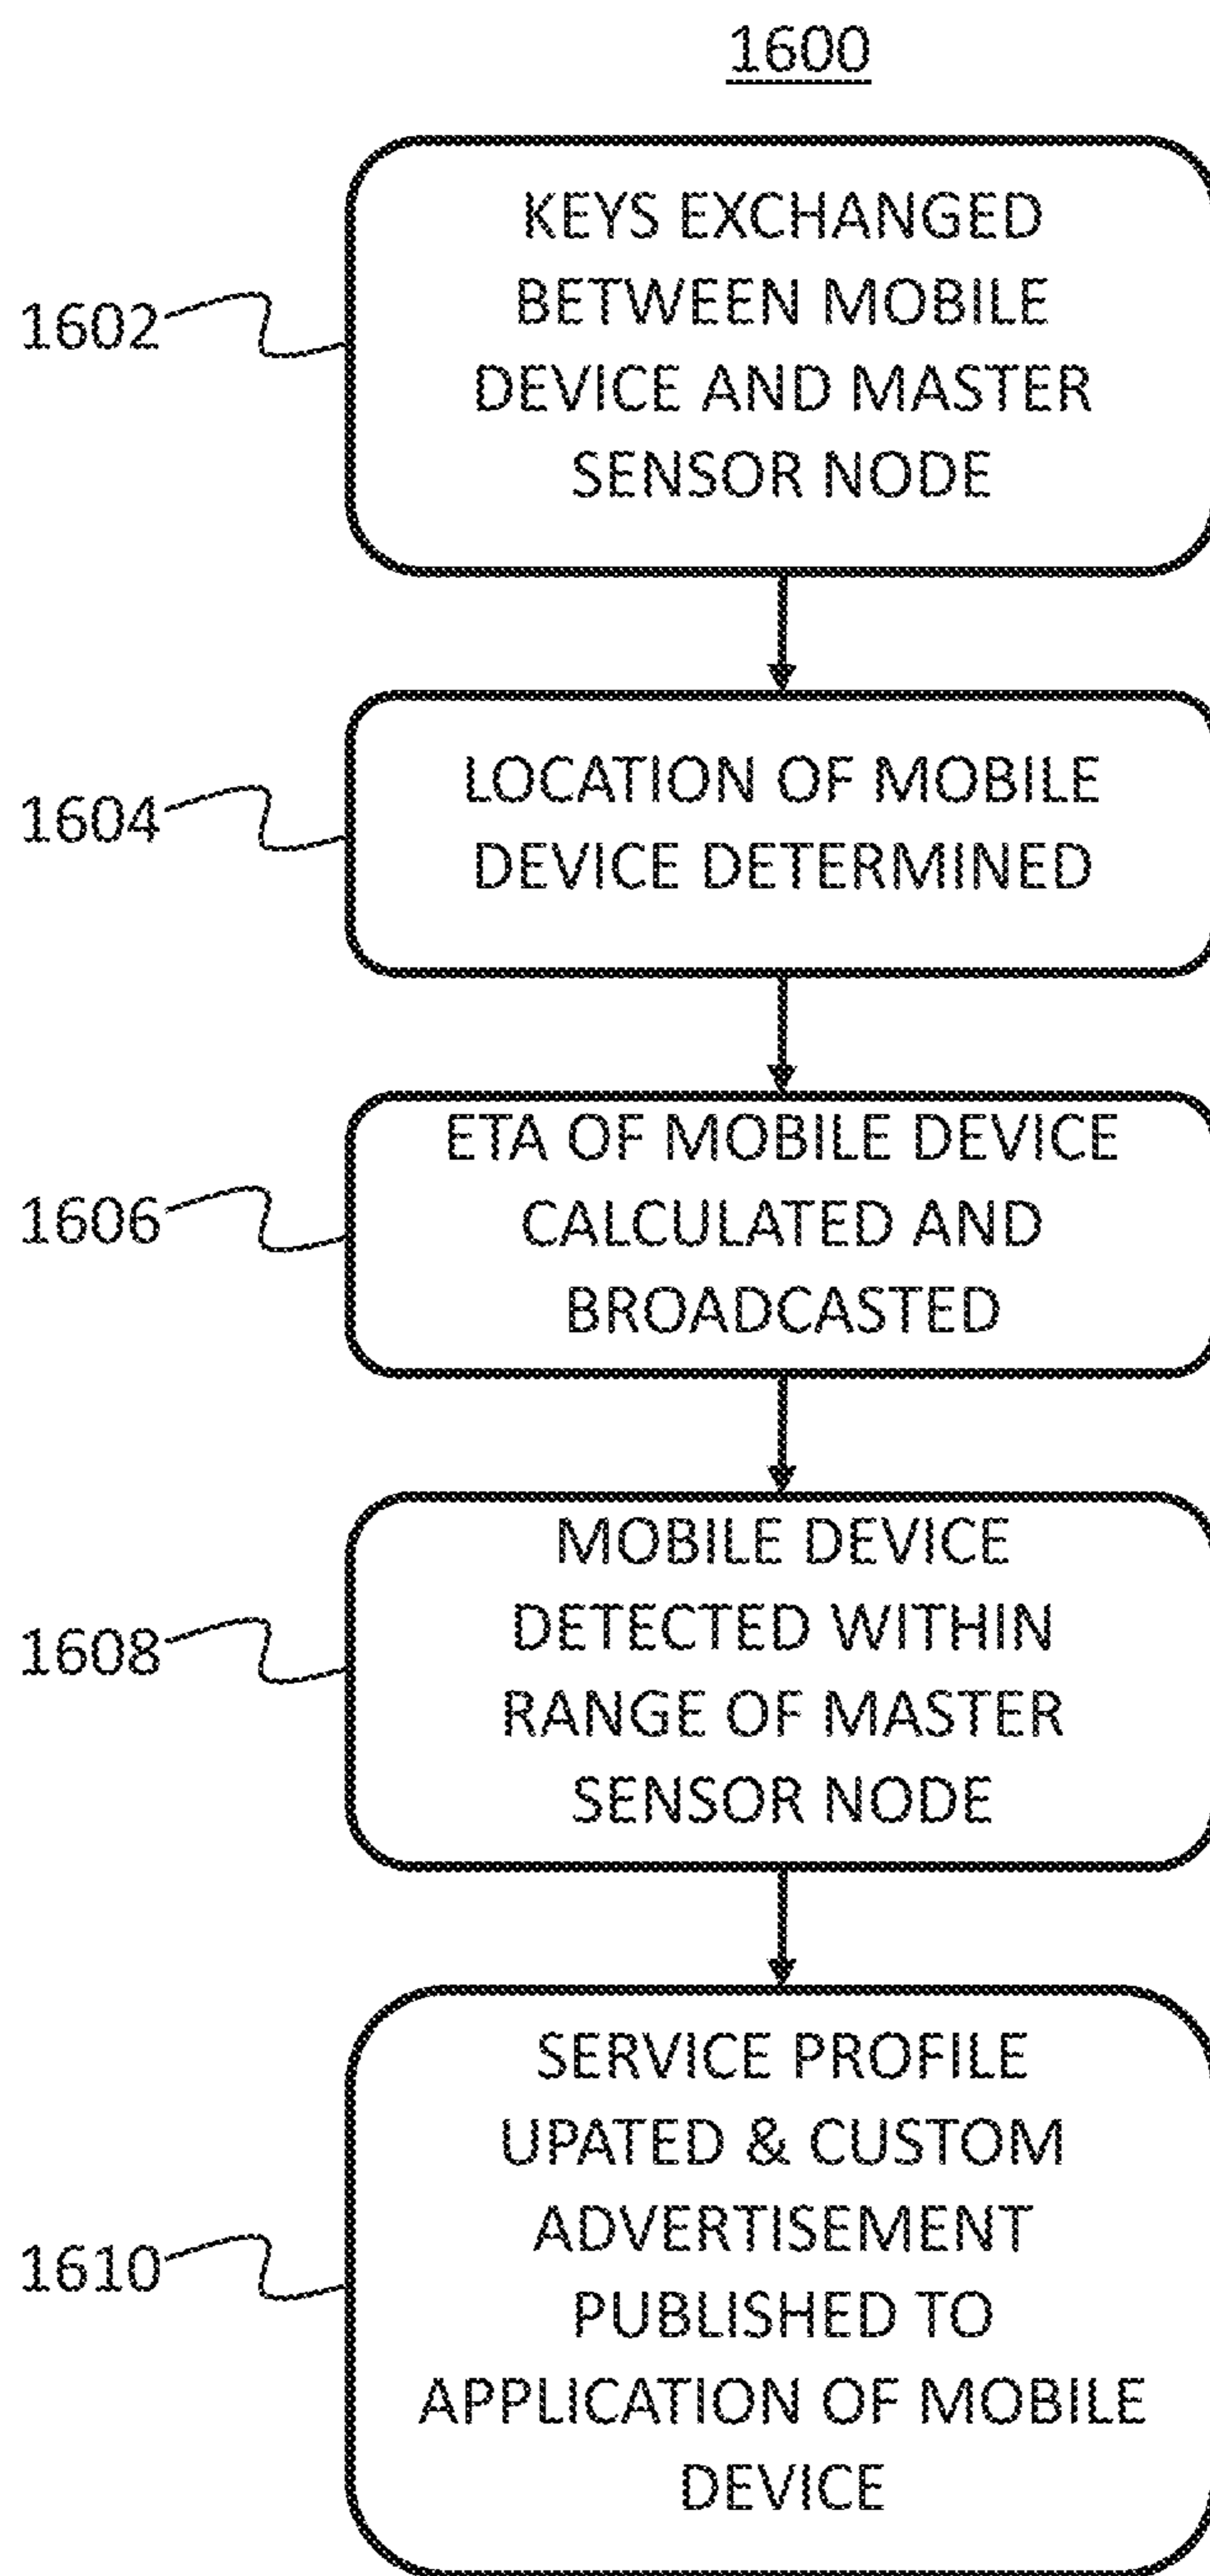 1600
KEYS EXCHANGED
BETWEEN MOBILE
DEVICE AND MASTER
SENSOR NODE
1602
LOCATION OF MOBILE
DEVICE DETERMINED
1604
ETA OF MOBILE DEVICE
CALCULATED AND
BROADCASTED
1606
MOBILE DEVICE
DETECTED WITHIN
RANGE OF MASTER
SENSOR NODE
1608
SERVICE PROFILE
UPATED & CUSTOM
ADVERTISEMENT
PUBLISHED TO
APPLICATION OF MOBILE
DEVICE
1610